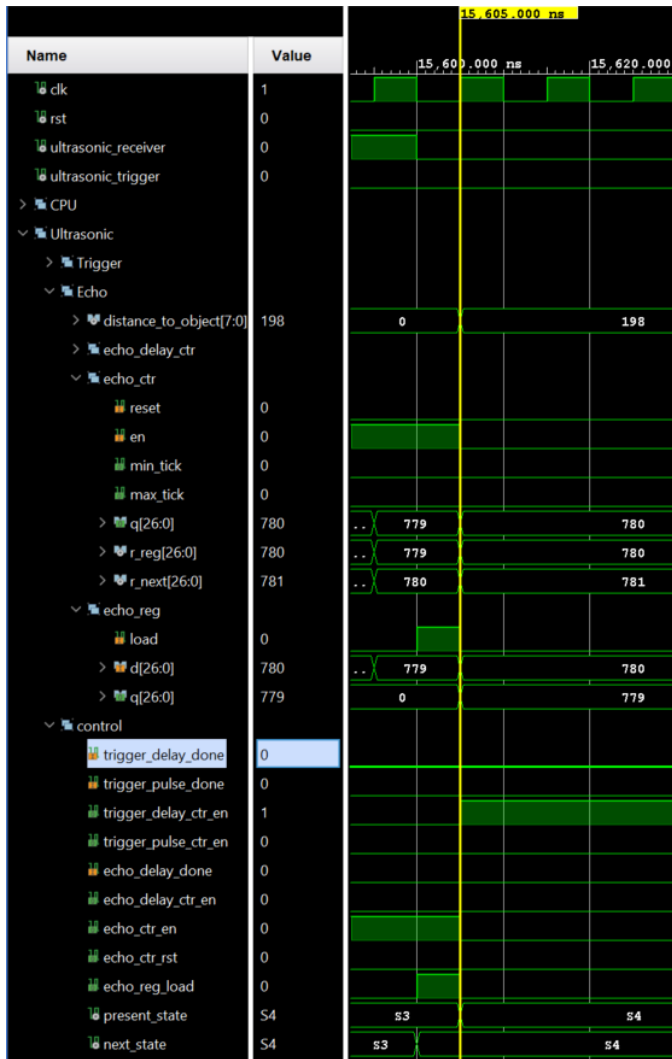 15,605.000 ns
Name Value
15,600.000 ns 15,620.000
clk 1
rst 0
ultrasonic_receiver 0
ultrasonic_trigger 0
CPU
Ultrasonic
Trigger
Echo
distance_to_object[7:0] 198 0 198
echo_delay_ctr
echo_ctr
reset 0
en 0
min_tick 0
max_tick 0
q[26:0] 780 .. 779 780
r_reg[26:0] 780 .. 779 780
r_next[26:0] 781 .. 780 781
echo_reg
load 0
d[26:0] 780 .. 779 780
q[26:0] 779 0 779
control
trigger_delay_done 0
trigger_pulse_done 0
trigger_delay_ctr_en 1
trigger_pulse_ctr_en 0
echo_delay_done 0
echo_delay_ctr_en 0
echo_ctr_en 0
echo_ctr_rst 0
echo_reg_load 0
present_state S4 S3 S4
next_state S4 S3 S4